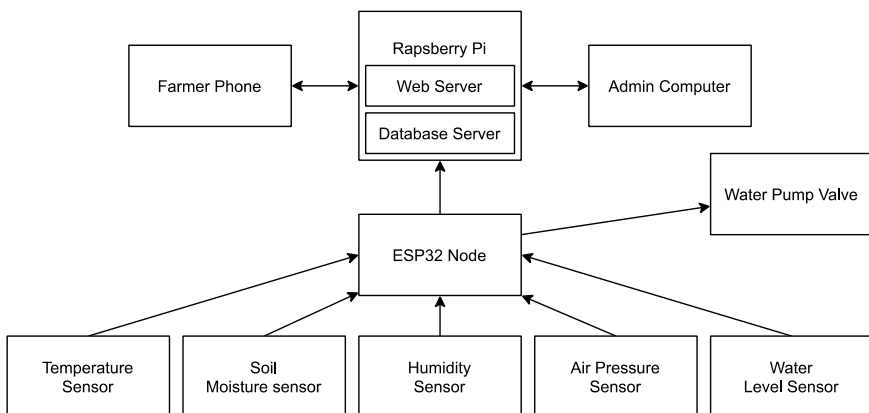 Rapsberry Pi
Farmer Phone
Web Server
Admin Computer
Database Server
Water Pump Valve
ESP32 Node
Temperature
Sensor
Soil
Moisture sensor
Humidity
Sensor
Air Pressure
Sensor
Water
Level Sensor